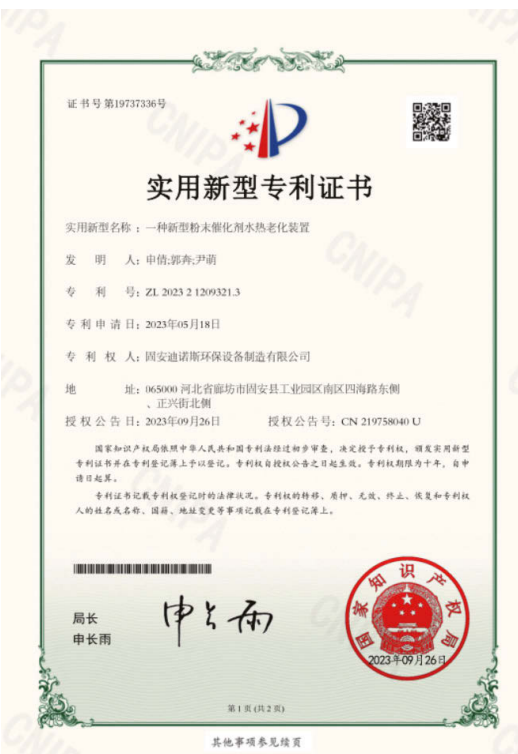 证书号第19737336号
实用新型专利证书
实用新型名称：一种新型粉末催化剂水热老化装置
发明人：申倩;郭奔;尹萌
专利号：ZL 2023 2 1209321.3
专利申请日：2023年05月18日
专利权人：固安迪诺斯环保设备制造有限公司
地址：065000 河北省廊坊市固安县工业园区南区四海路东侧
、正兴街北侧
授权公告日：2023年09月26日 授权公告号：CN 219758040 U
国家知识产权局依照中华人民共和国专利法经过初步审查，决定授予专利权，颁发实用新型
专利证书并在专利登记簿上予以登记。专利权自授权公告之日起生效。专利权期限为十年，自申
请日起算。
专利证书记载专利权登记时的法律状况。专利权的转移、质押、无效、终止、恢复和专利权
人的姓名或名称、国籍、地址变更等事项记载在专利登记簿上。
局长
申长雨
申长雨
国家知识产权局
2023年09月26日
第 1 页 (共 2 页)
其他事项参见续页
CNIPA
CNIPA
CNIPA